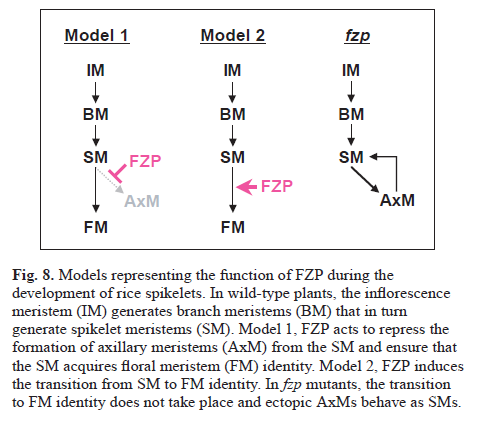 Model 1 Model 2 fzp
IM IM IM
BM BM BM
SM FZP SM SM
FZP
AxM AxM
FM FM
Fig. 8. Models representing the function of FZP during the
development of rice spikelets. In wild-type plants, the inflorescence
meristem (IM) generates branch meristems (BM) that in turn
generate spikelet meristems (SM). Model 1, FZP acts to repress the
formation of axillary meristems (AxM) from the SM and ensure that
the SM acquires floral meristem (FM) identity. Model 2, FZP induces
the transition from SM to FM identity. In fzp mutants, the transition
to FM identity does not take place and ectopic AxMs behave as SMs.